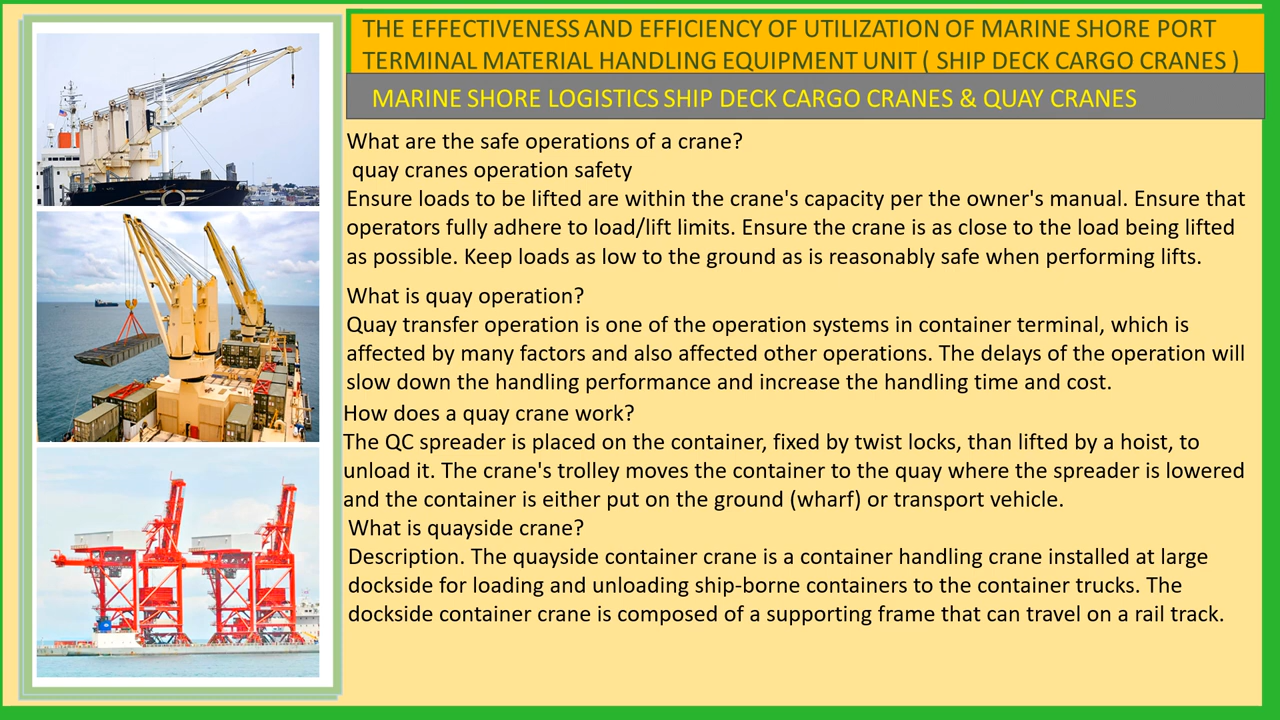 THE EFFECTIVENESS AND EFFICIENCY OF UTILIZATION OF MARINE SHORE PORT
TERMINAL MATERIAL HANDLING EQUIPMENT UNIT ( SHIP DECK CARGO CRANES )
MARINE SHORE LOGISTICS SHIP DECK CARGO CRANES & QUAY CRANES
What are the safe operations of a crane?
quay cranes operation safety
Ensure loads to be lifted are within the crane's capacity per the owner's manual. Ensure that
operators fully adhere to load/lift limits. Ensure the crane is as close to the load being lifted
as possible. Keep loads as low to the ground as is reasonably safe when performing lifts.
What is quay operation?
Quay transfer operation is one of the operation systems in container terminal, which is
affected by many factors and also affected other operations. The delays of the operation will
slow down the handling performance and increase the handling time and cost.
How does a quay crane work?
The QC spreader is placed on the container, fixed by twist locks, than lifted by a hoist, to
unload it. The crane's trolley moves the container to the quay where the spreader is lowered
and the container is either put on the ground (wharf) or transport vehicle.
What is quayside crane?
Description. The quayside container crane is a container handling crane installed at large
dockside for loading and unloading ship-borne containers to the container trucks. The
dockside container crane is composed of a supporting frame that can travel on a rail track.